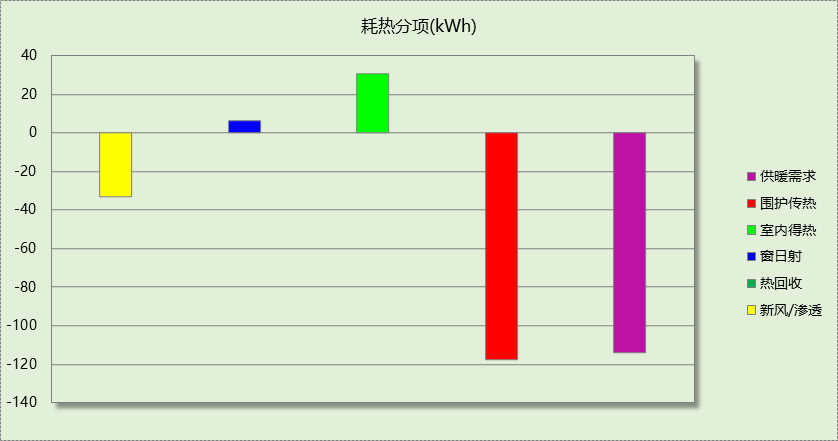 耗热分项(kWh)
40
20
0
-20
-40
-60
-80
-100
-120
-140
供暖需求
围护传热
室内得热
窗日射
热回收
新风/渗透